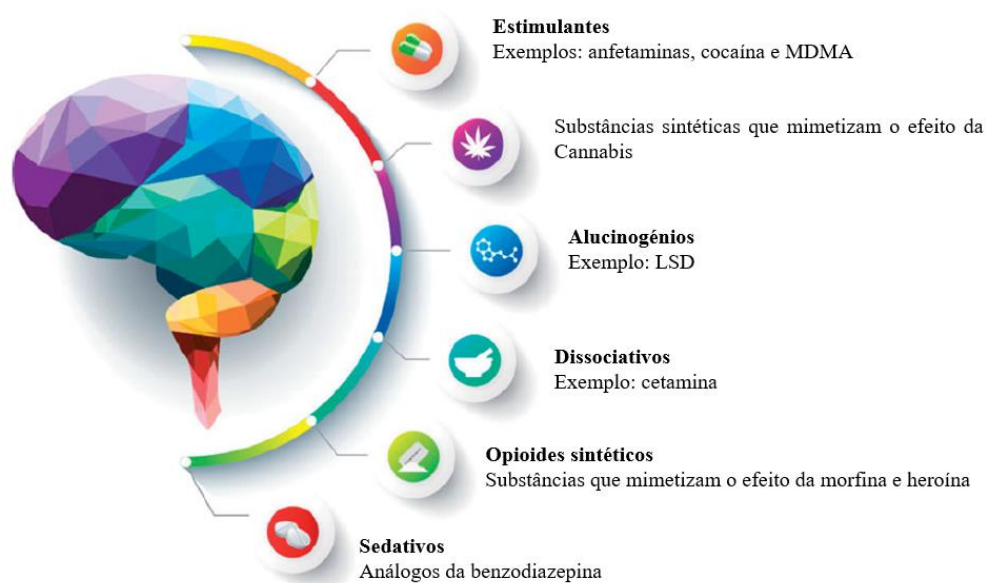 Estimulantes
Exemplos: anfetaminas, cocaína e MDMA
Substâncias sintéticas que mimetizam o efeito da
Cannabis
Alucinogénios
Exemplo: LSD
Dissociativos
Exemplo: cetamina
Opioides sintéticos
Substâncias que mimetizam o efeito da morfina e heroína
Sedativos
Análogos da benzodiazepina